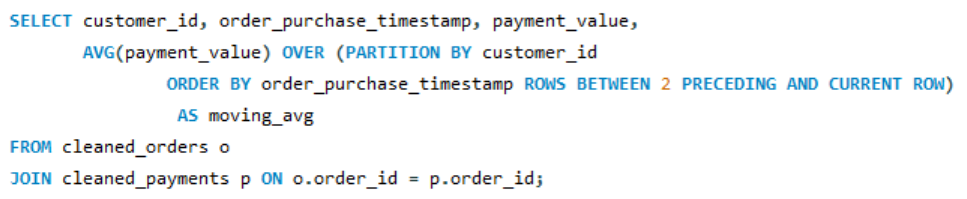 SELECT customer_id, order_purchase_timestamp, payment_value,
AVG(payment_value) OVER (PARTITION BY customer_id
ORDER BY order_purchase_timestamp ROWS BETWEEN 2 PRECEDING AND CURRENT ROW)
AS moving_avg
FROM cleaned_orders o
JOIN cleaned_payments p ON o.order_id = p.order_id;